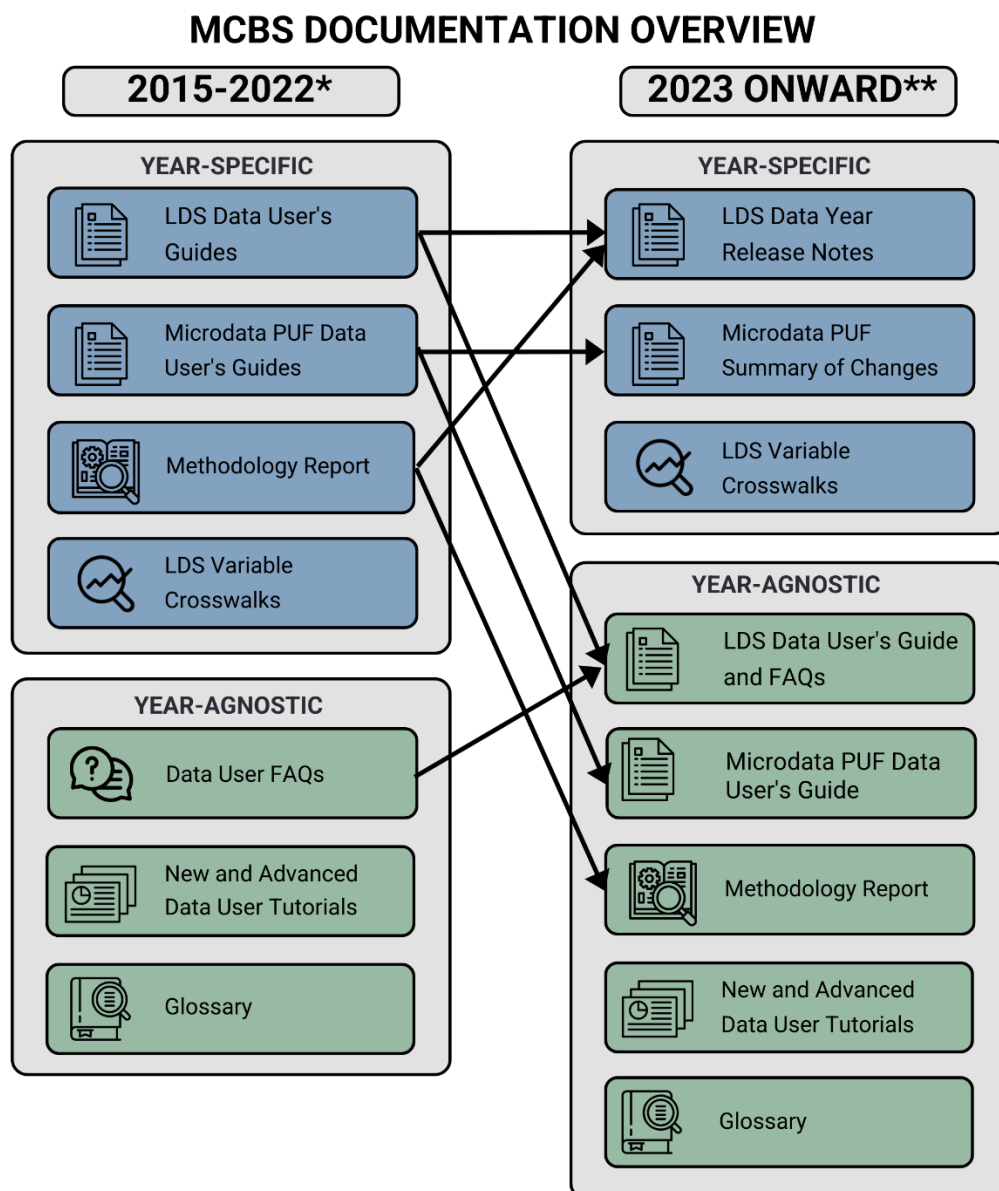 MCBS DOCUMENTATION OVERVIEW
2015-2022*
YEAR-SPECIFIC
LDS Data User's
Guides
Microdata PUF Data
User's Guides
Methodology Report
LDS Variable
Crosswalks
YEAR-AGNOSTIC
Data User FAQs
New and Advanced
Data User Tutorials
Glossary
2023 ONWARD**
YEAR-SPECIFIC
LDS Data Year
Release Notes
Microdata PUF
Summary of Changes
LDS Variable
Crosswalks
YEAR-AGNOSTIC
LDS Data User's Guide
and FAQs
Microdata PUF Data
User's Guide
Methodology Report
New and Advanced
Data User Tutorials
Glossary